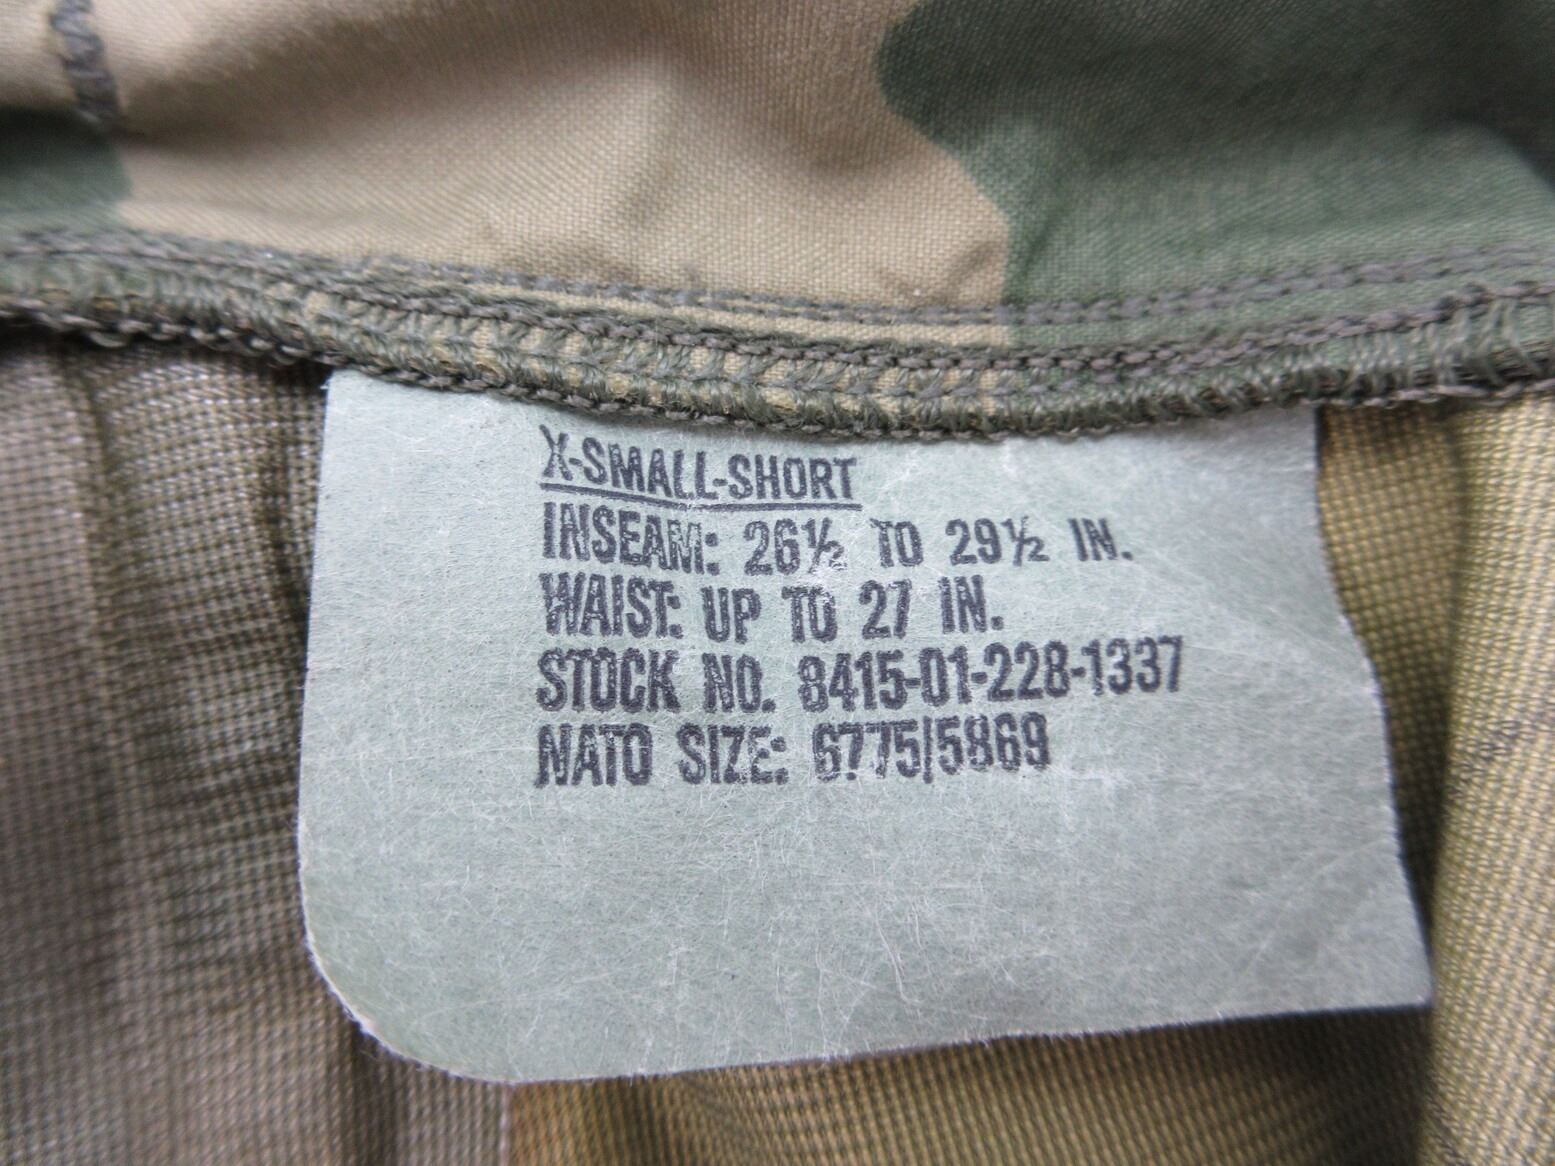 X-SMALL-SHORT
INSEAM: 26½ TO 29½ IN.
WAIST: UP TO 27 IN.
STOCK NO. 8415-01-228-1337
NATO SIZE: 6775/5869